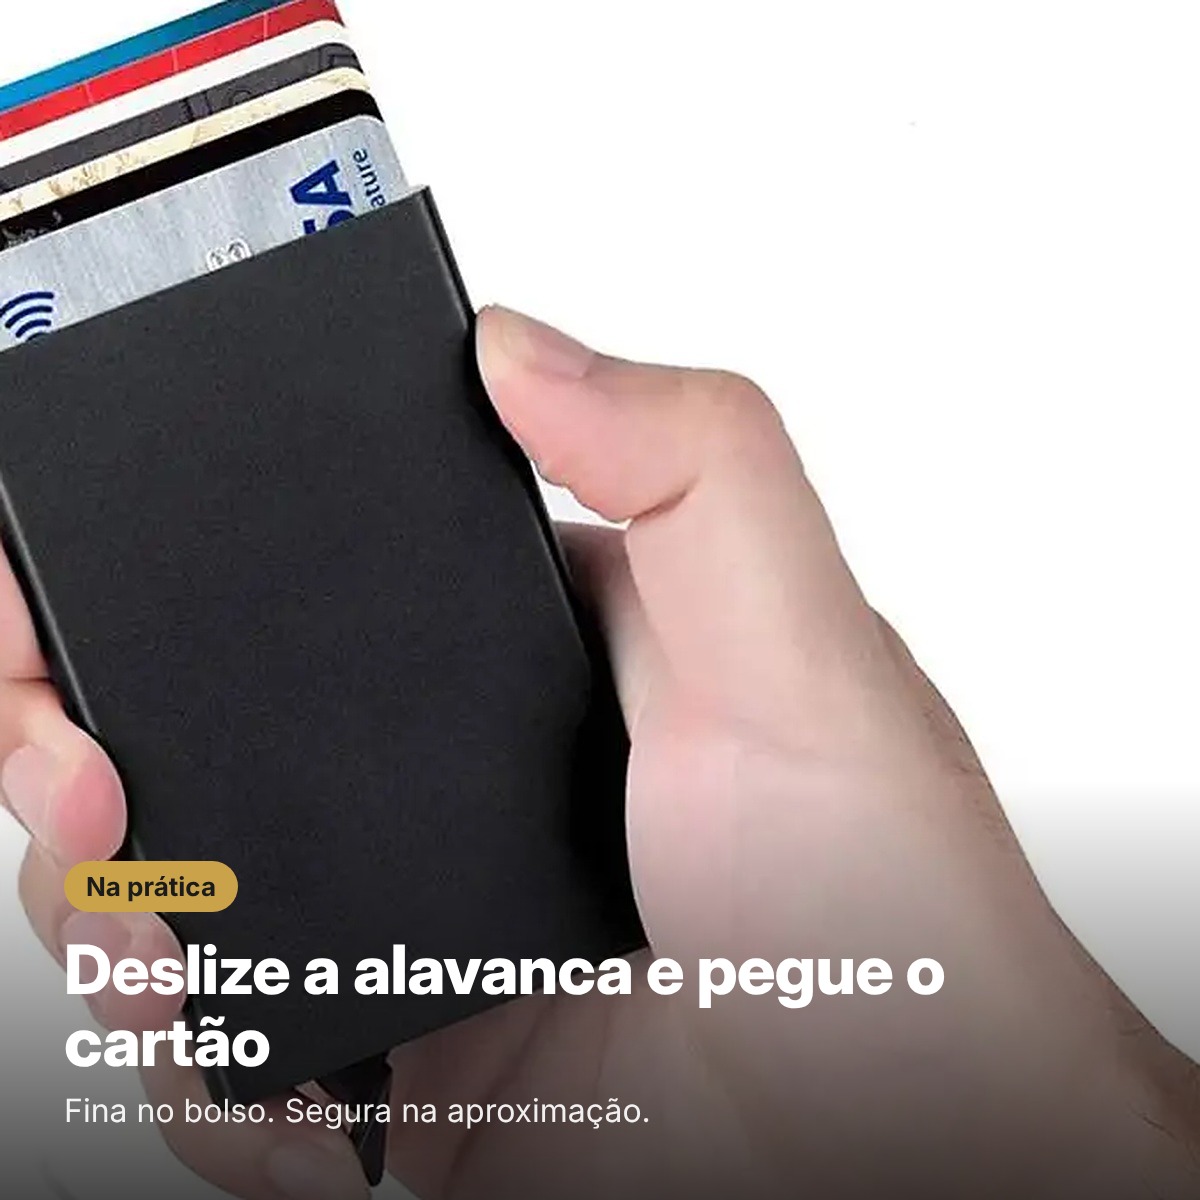 Na prática
Deslize a alavanca e pegue o
cartão
Fina no bolso. Segura na aproximação.